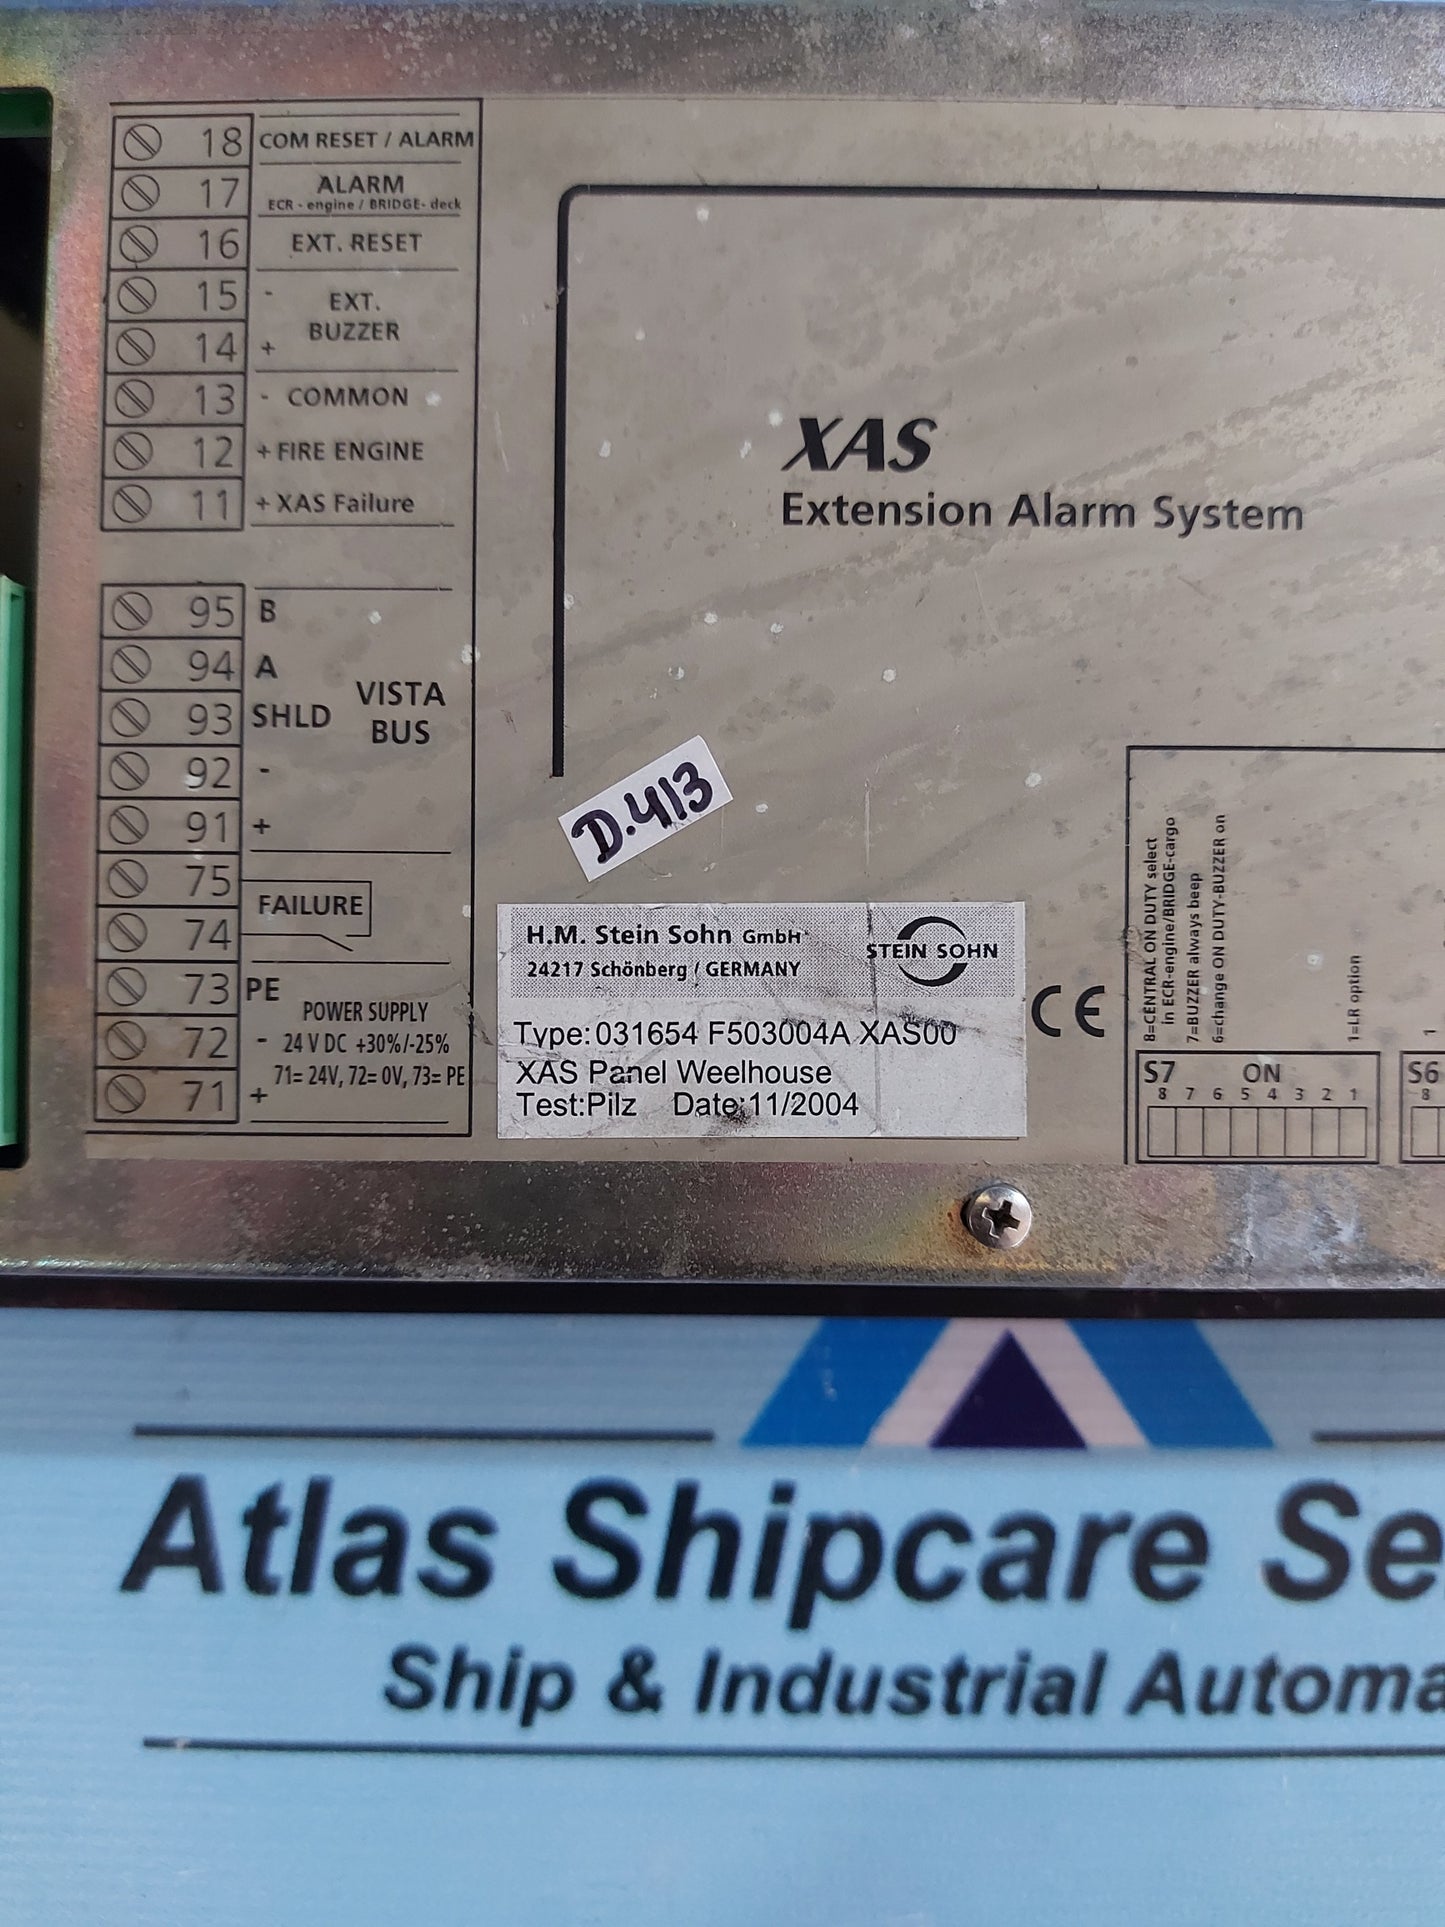 18 COM RESET / ALARM
17 ALARM
ECR - engine / BRIDGE- deck
16 EXT. RESET
15 - EXT.
BUZZER
14 +
13 - COMMON
12 + FIRE ENGINE
11 + XAS Failure
95 B
94 A
VISTA
93 SHLD
BUS
92 -
91 +
75
FAILURE
74
73 PE
POWER SUPPLY
72 - 24 V DC +30%/-25%
71= 24V, 72= 0V, 73= PE
71 +
XAS
Extension Alarm System
D.413
H.M. Stein Sohn GmbH
24217 Schönberg / GERMANY
STEIN SOHN
Type: 031654 F503004A XAS00
XAS Panel Weelhouse
Test:Pilz Date:11/2004
CE
8=CENTRAL ON DUTY select
in ECR-engine/BRIDGE-cargo
7=BUZZER always beep
6=change ON DUTY-BUZZER on
1=LR option
1
S7 ON
8 7 6 5 4 3 2 1
S6
8
Atlas Shipcare Se
Ship & Industrial Automa